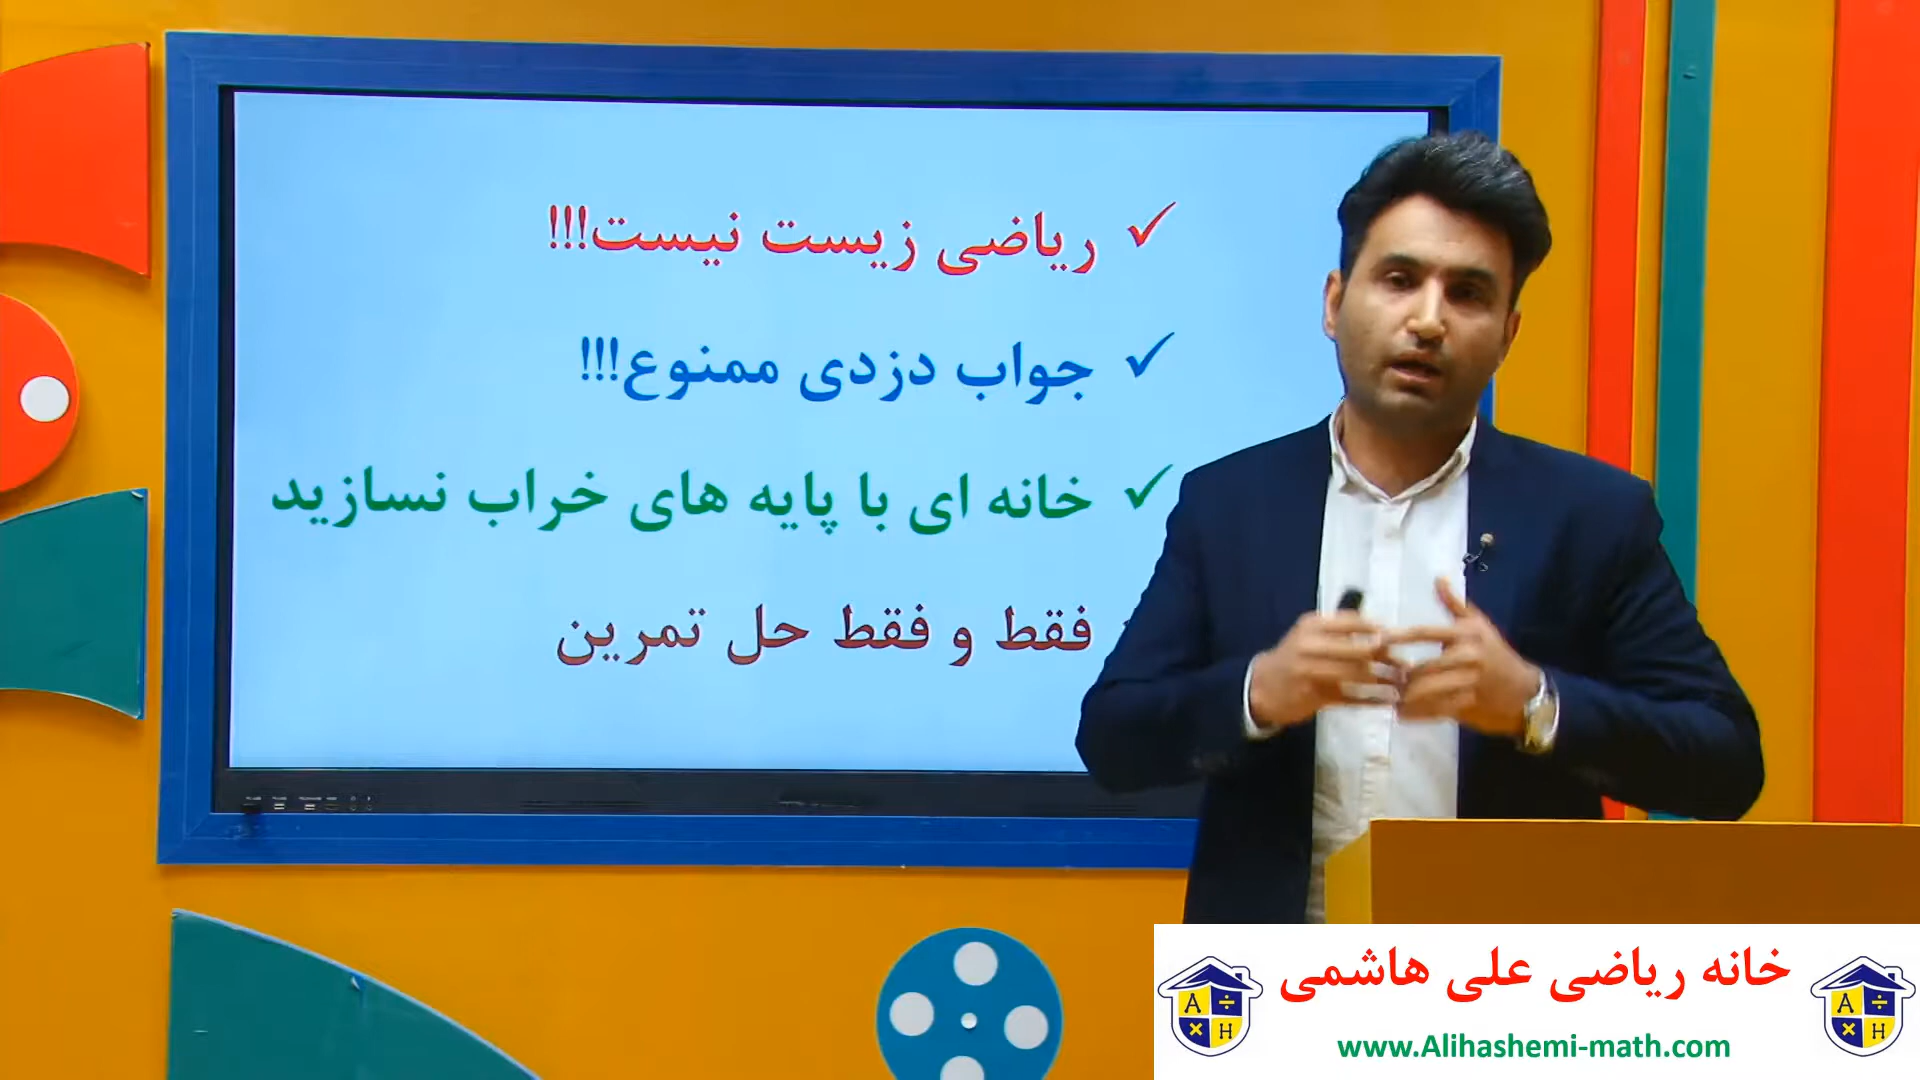 ✓ ریاضی زیست نیست!!!
✓ جواب دزدی ممنوع!!!
✓ خانه ای با پایه های خراب نسازید
فقط و فقط حل تمرین
خانه ریاضی علی هاشمی
www.Alihashemi-math.com
A ÷
× H
A ÷
× H